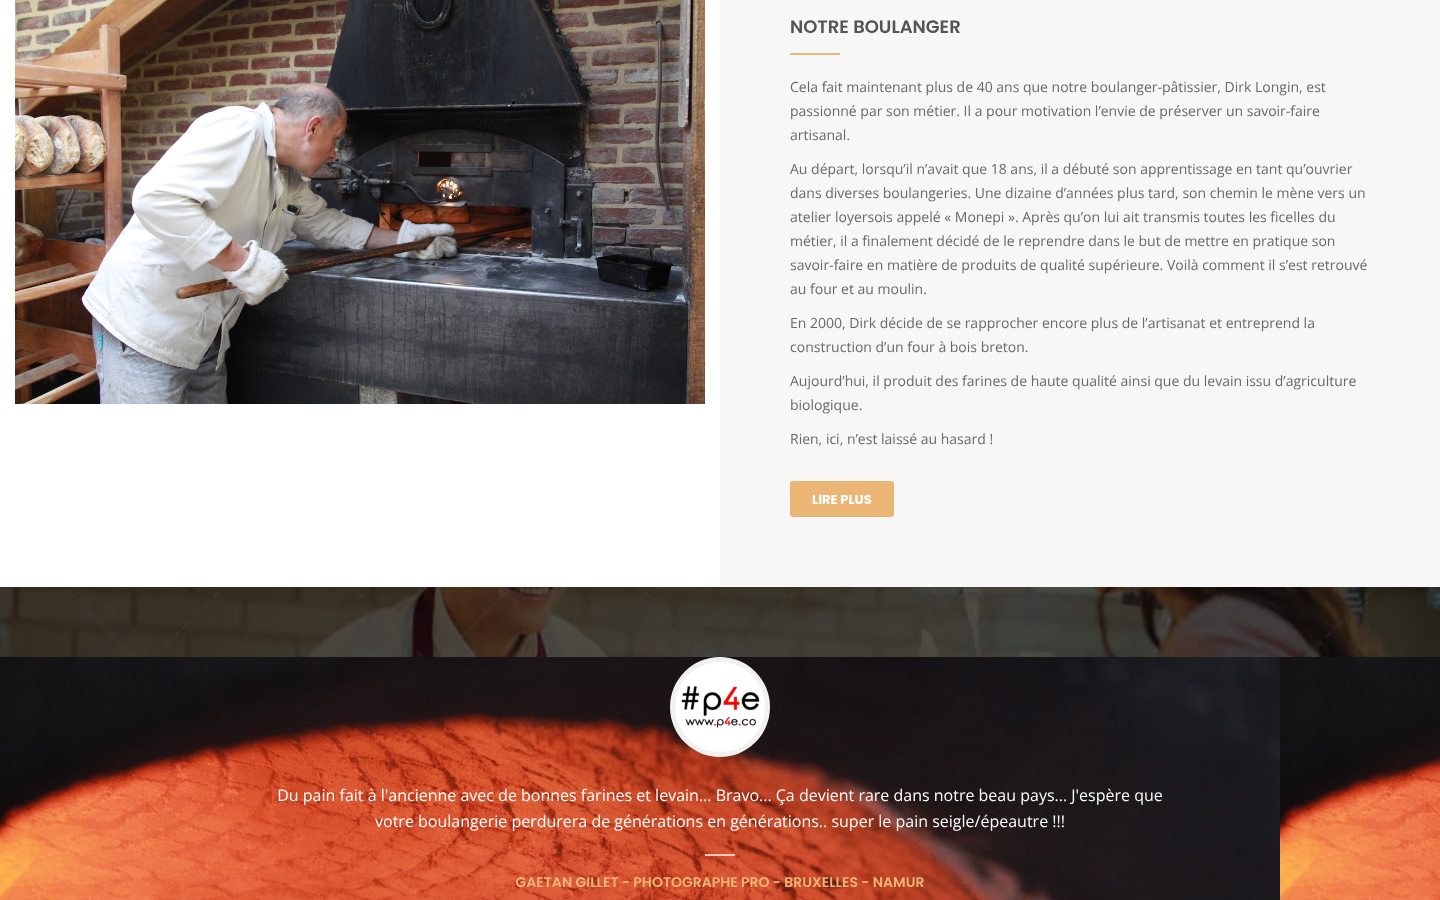 NOTRE BOULANGER
Cela fait maintenant plus de 40 ans que notre boulanger-pâtissier, Dirk Longin, est
passionné par son métier. Il a pour motivation l’envie de préserver un savoir-faire
artisanal.
Au départ, lorsqu’il n’avait que 18 ans, il a débuté son apprentissage en tant qu’ouvrier
dans diverses boulangeries. Une dizaine d’années plus tard, son chemin le mène vers un
atelier loyersois appelé « Monepi ». Après qu’on lui ait transmis toutes les ficelles du
métier, il a finalement décidé de le reprendre dans le but de mettre en pratique son
savoir-faire en matière de produits de qualité supérieure. Voilà comment il s’est retrouvé
au four et au moulin.
En 2000, Dirk décide de se rapprocher encore plus de l’artisanat et entreprend la
construction d’un four à bois breton.
Aujourd’hui, il produit des farines de haute qualité ainsi que du levain issu d’agriculture
biologique.
Rien, ici, n’est laissé au hasard !
LIRE PLUS
#p4e
www.p4e.co
Du pain fait à l'ancienne avec de bonnes farines et levain... Bravo... Ça devient rare dans notre beau pays... J'espère que
votre boulangerie perdurera de générations en générations.. super le pain seigle/épeautre !!!
GAETAN GILLET – PHOTOGRAPHE PRO – BRUXELLES – NAMUR